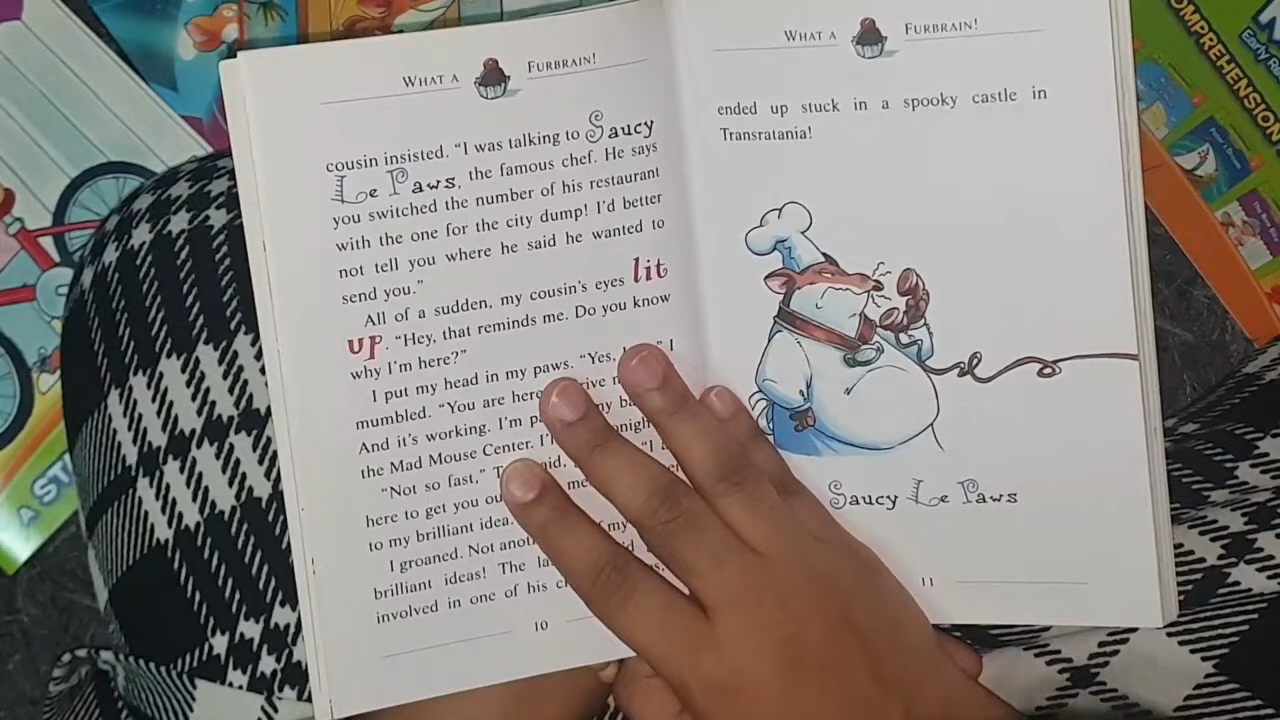 WHAT A FURBRAIN!
cousin insisted. “I was talking to Saucy
Le Paws, the famous chef. He says
you switched the number of his restaurant
with the one for the city dump! I’d better
not tell you where he said he wanted to
send you.”
All of a sudden, my cousin’s eyes lit
up. “Hey, that reminds me. Do you know
why I’m here?”
I put my head in my paws. “Yes, I
mumbled. “You are here
And it’s working. I’m
the Mad Mouse Center.
“Not so fast,”
here to get you
to my brilliant idea.
I groaned. Not my
brilliant ideas! The
involved in one of his
10
WHAT A FURBRAIN!
ended up stuck in a spooky castle in
Transratania!
Saucy Le Paws
11
A ST
OMPREHENSION
Early Re